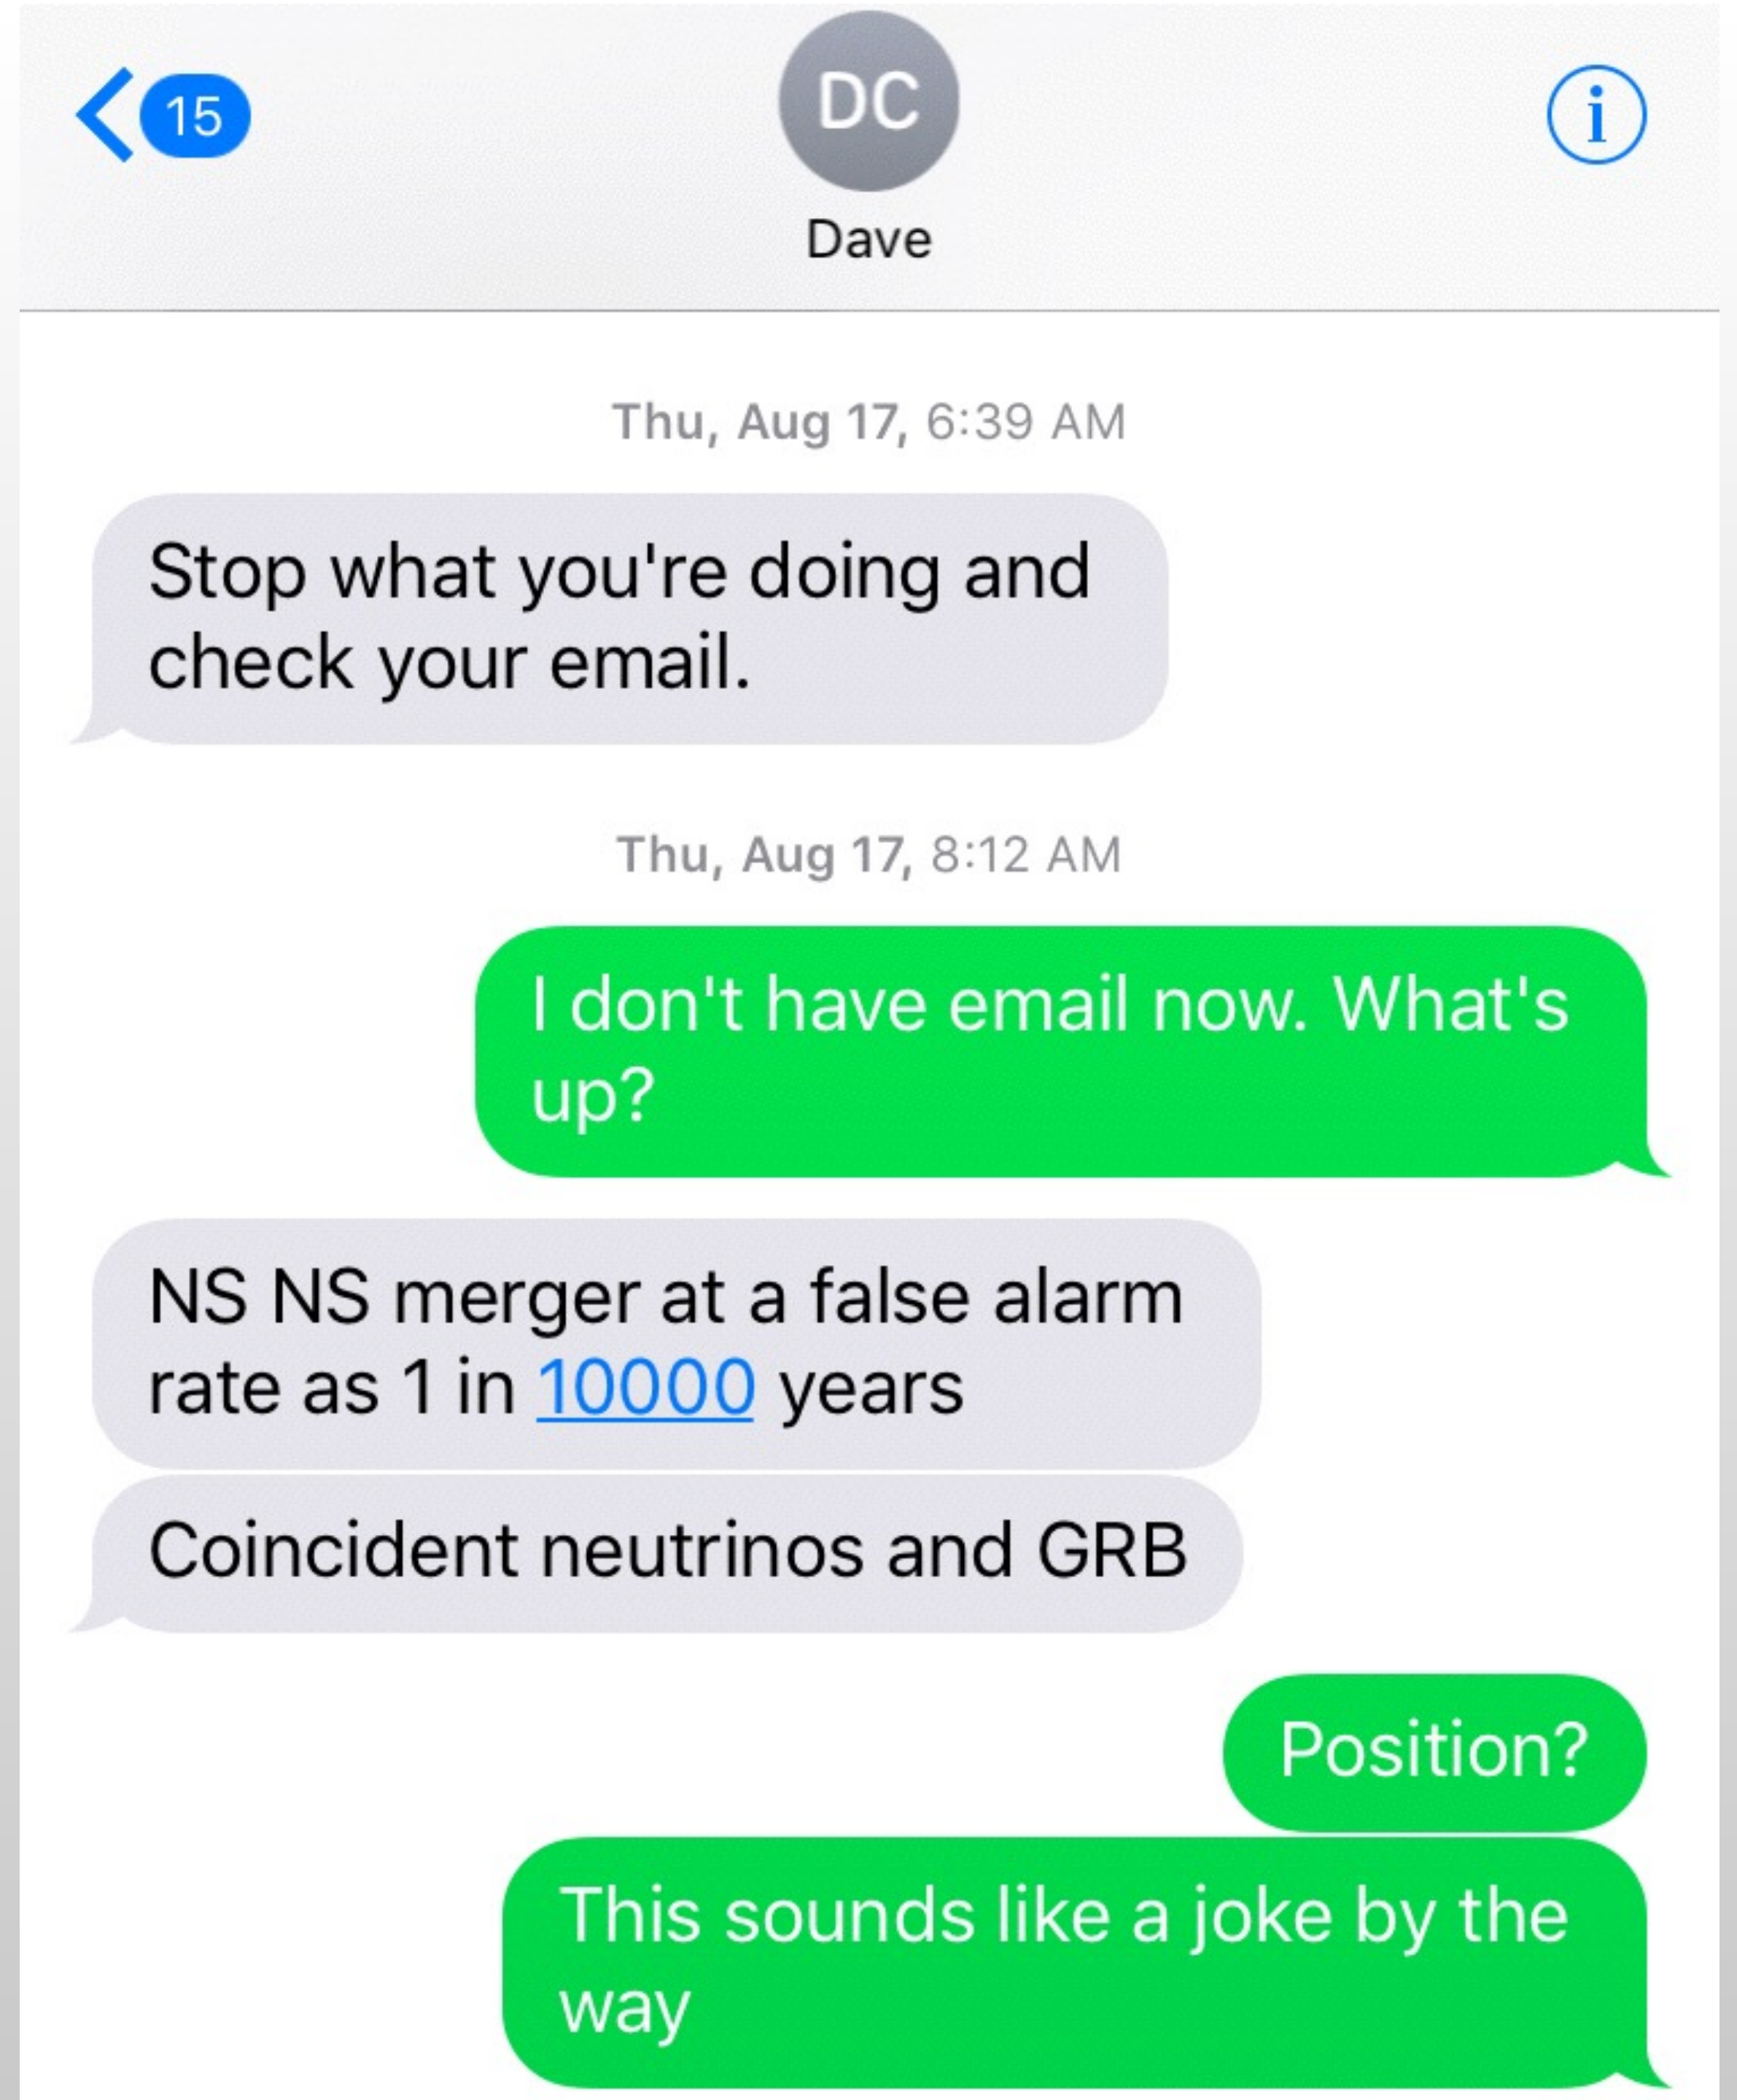 15
DC
i
Dave
Thu, Aug 17, 6:39 AM
Stop what you're doing and
check your email.
Thu, Aug 17, 8:12 AM
I don't have email now. What's
up?
NS NS merger at a false alarm
rate as 1 in 10000 years
Coincident neutrinos and GRB
Position?
This sounds like a joke by the
way